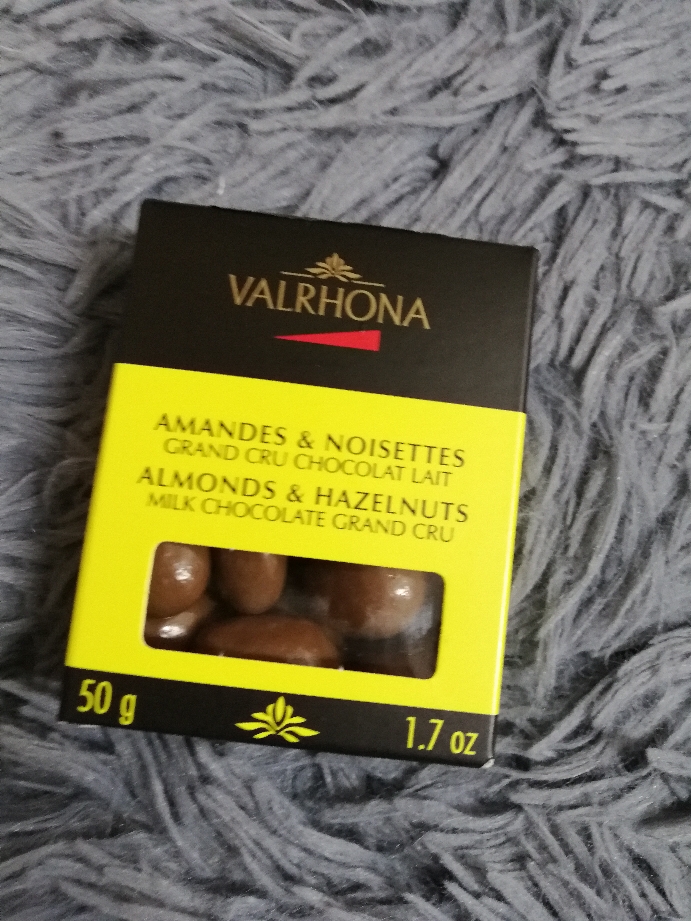 VALRHONA
AMANDES & NOISETTES
GRAND CRU CHOCOLAT LAIT
ALMONDS & HAZELNUTS
MILK CHOCOLATE GRAND CRU
50 g
1.7 oz